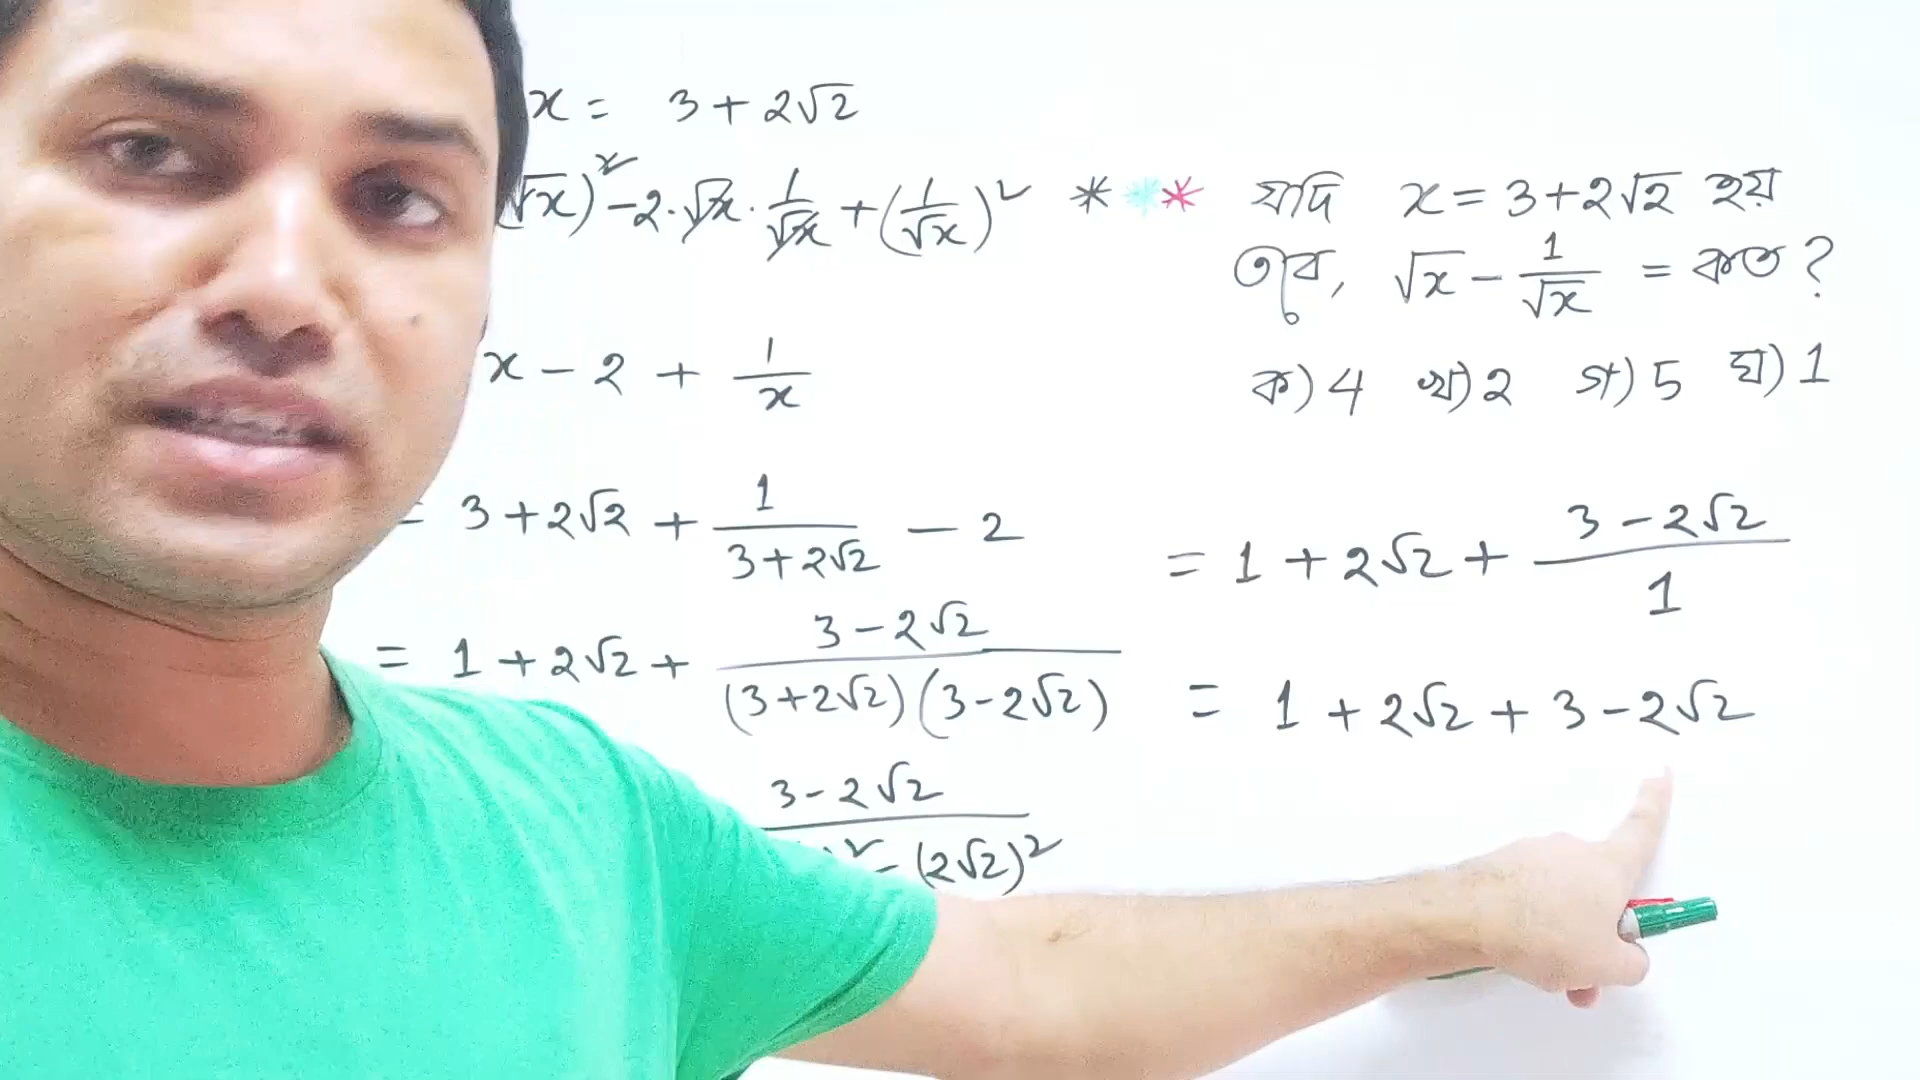 x = 3 + 2√2
√x)² - 2 · √x · 1/√x + (1/√x)²
x - 2 + 1/x
= 3 + 2√2 + 1/(3 + 2√2) - 2
= 1 + 2√2 + (3 - 2√2)/((3 + 2√2)(3 - 2√2))
(3 - 2√2)/(² - (2√2)²)
*** যদি x = 3 + 2√2 হয়
তবে, √x - 1/√x = কত ?
ক) 4 খ) 2 গ) 5 ঘ) 1
= 1 + 2√2 + (3 - 2√2)/1
= 1 + 2√2 + 3 - 2√2